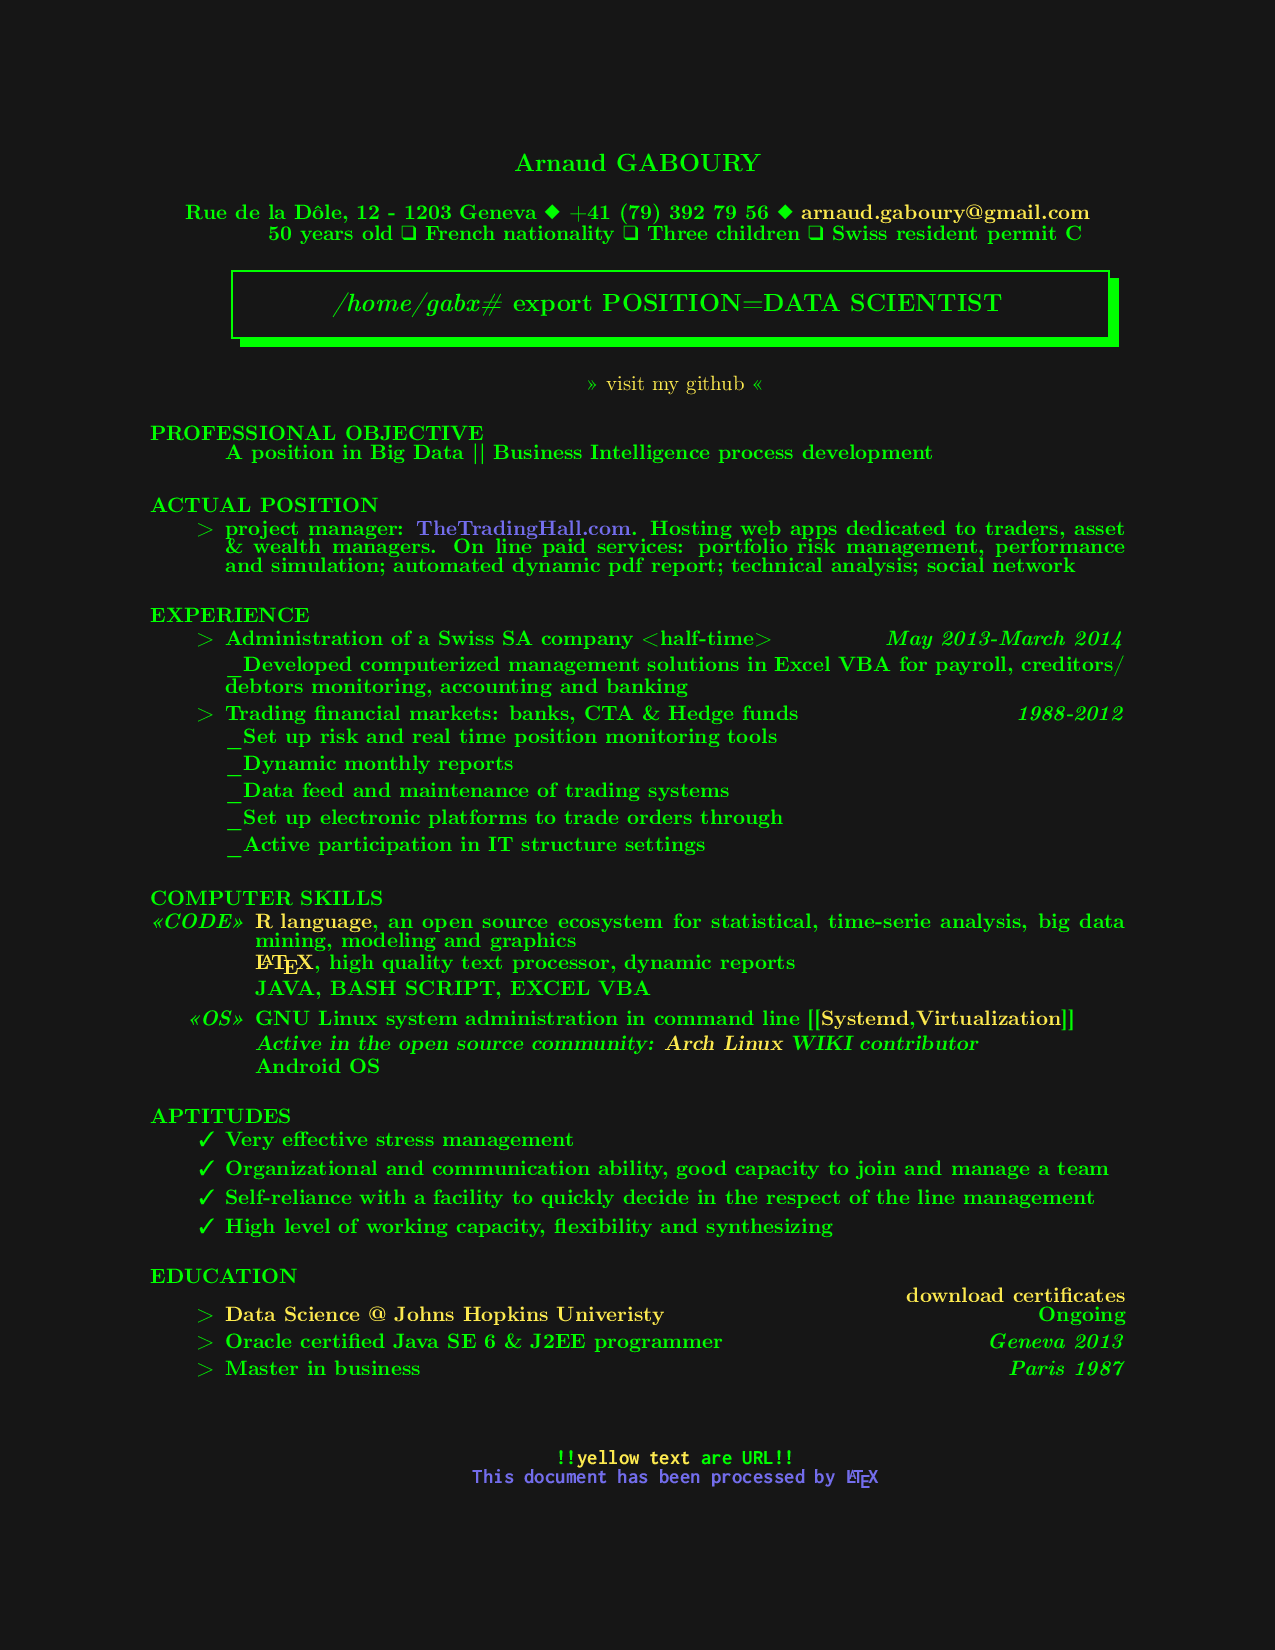 Arnaud GABOURY
Rue de la Dôle, 12 - 1203 Geneva ◆ +41 (79) 392 79 56 ◆ arnaud.gaboury@gmail.com
50 years old ❑ French nationality ❑ Three children ❑ Swiss resident permit C
/home/gabx# export POSITION=DATA SCIENTIST
» visit my github «
PROFESSIONAL OBJECTIVE
A position in Big Data || Business Intelligence process development
ACTUAL POSITION
> project manager: TheTradingHall.com. Hosting web apps dedicated to traders, asset
& wealth managers. On line paid services: portfolio risk management, performance
and simulation; automated dynamic pdf report; technical analysis; social network
EXPERIENCE
> Administration of a Swiss SA company <half-time> May 2013-March 2014
_Developed computerized management solutions in Excel VBA for payroll, creditors/
debtors monitoring, accounting and banking
> Trading financial markets: banks, CTA & Hedge funds 1988-2012
_Set up risk and real time position monitoring tools
_Dynamic monthly reports
_Data feed and maintenance of trading systems
_Set up electronic platforms to trade orders through
_Active participation in IT structure settings
COMPUTER SKILLS
«CODE» R language, an open source ecosystem for statistical, time-serie analysis, big data
mining, modeling and graphics
LATEX, high quality text processor, dynamic reports
JAVA, BASH SCRIPT, EXCEL VBA
«OS» GNU Linux system administration in command line [[Systemd,Virtualization]]
Active in the open source community: Arch Linux WIKI contributor
Android OS
APTITUDES
✓ Very effective stress management
✓ Organizational and communication ability, good capacity to join and manage a team
✓ Self-reliance with a facility to quickly decide in the respect of the line management
✓ High level of working capacity, flexibility and synthesizing
EDUCATION
download certificates
> Data Science @ Johns Hopkins Univeristy Ongoing
> Oracle certified Java SE 6 & J2EE programmer Geneva 2013
> Master in business Paris 1987
!!yellow text are URL!!
This document has been processed by LATEX